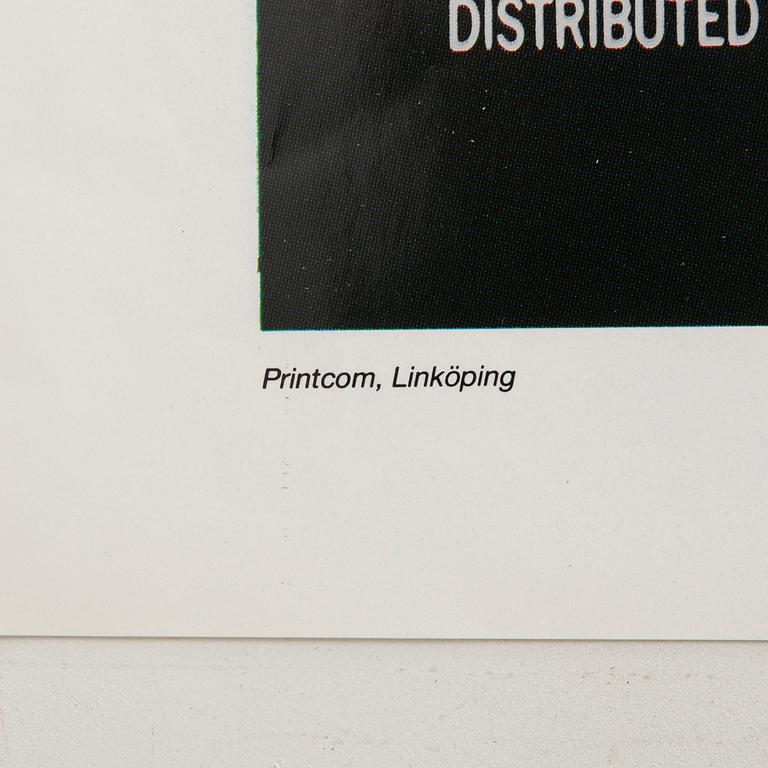 DISTRIBUTED
Printcom, Linköping